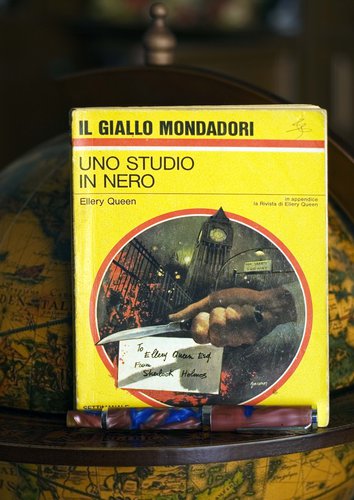 IL GIALLO MONDADORI
UNO STUDIO
IN NERO
Ellery Queen
in appendice
la Rivista di Ellery Queen
To
Ellery Queen Esq.
From
Sherlock Holmes